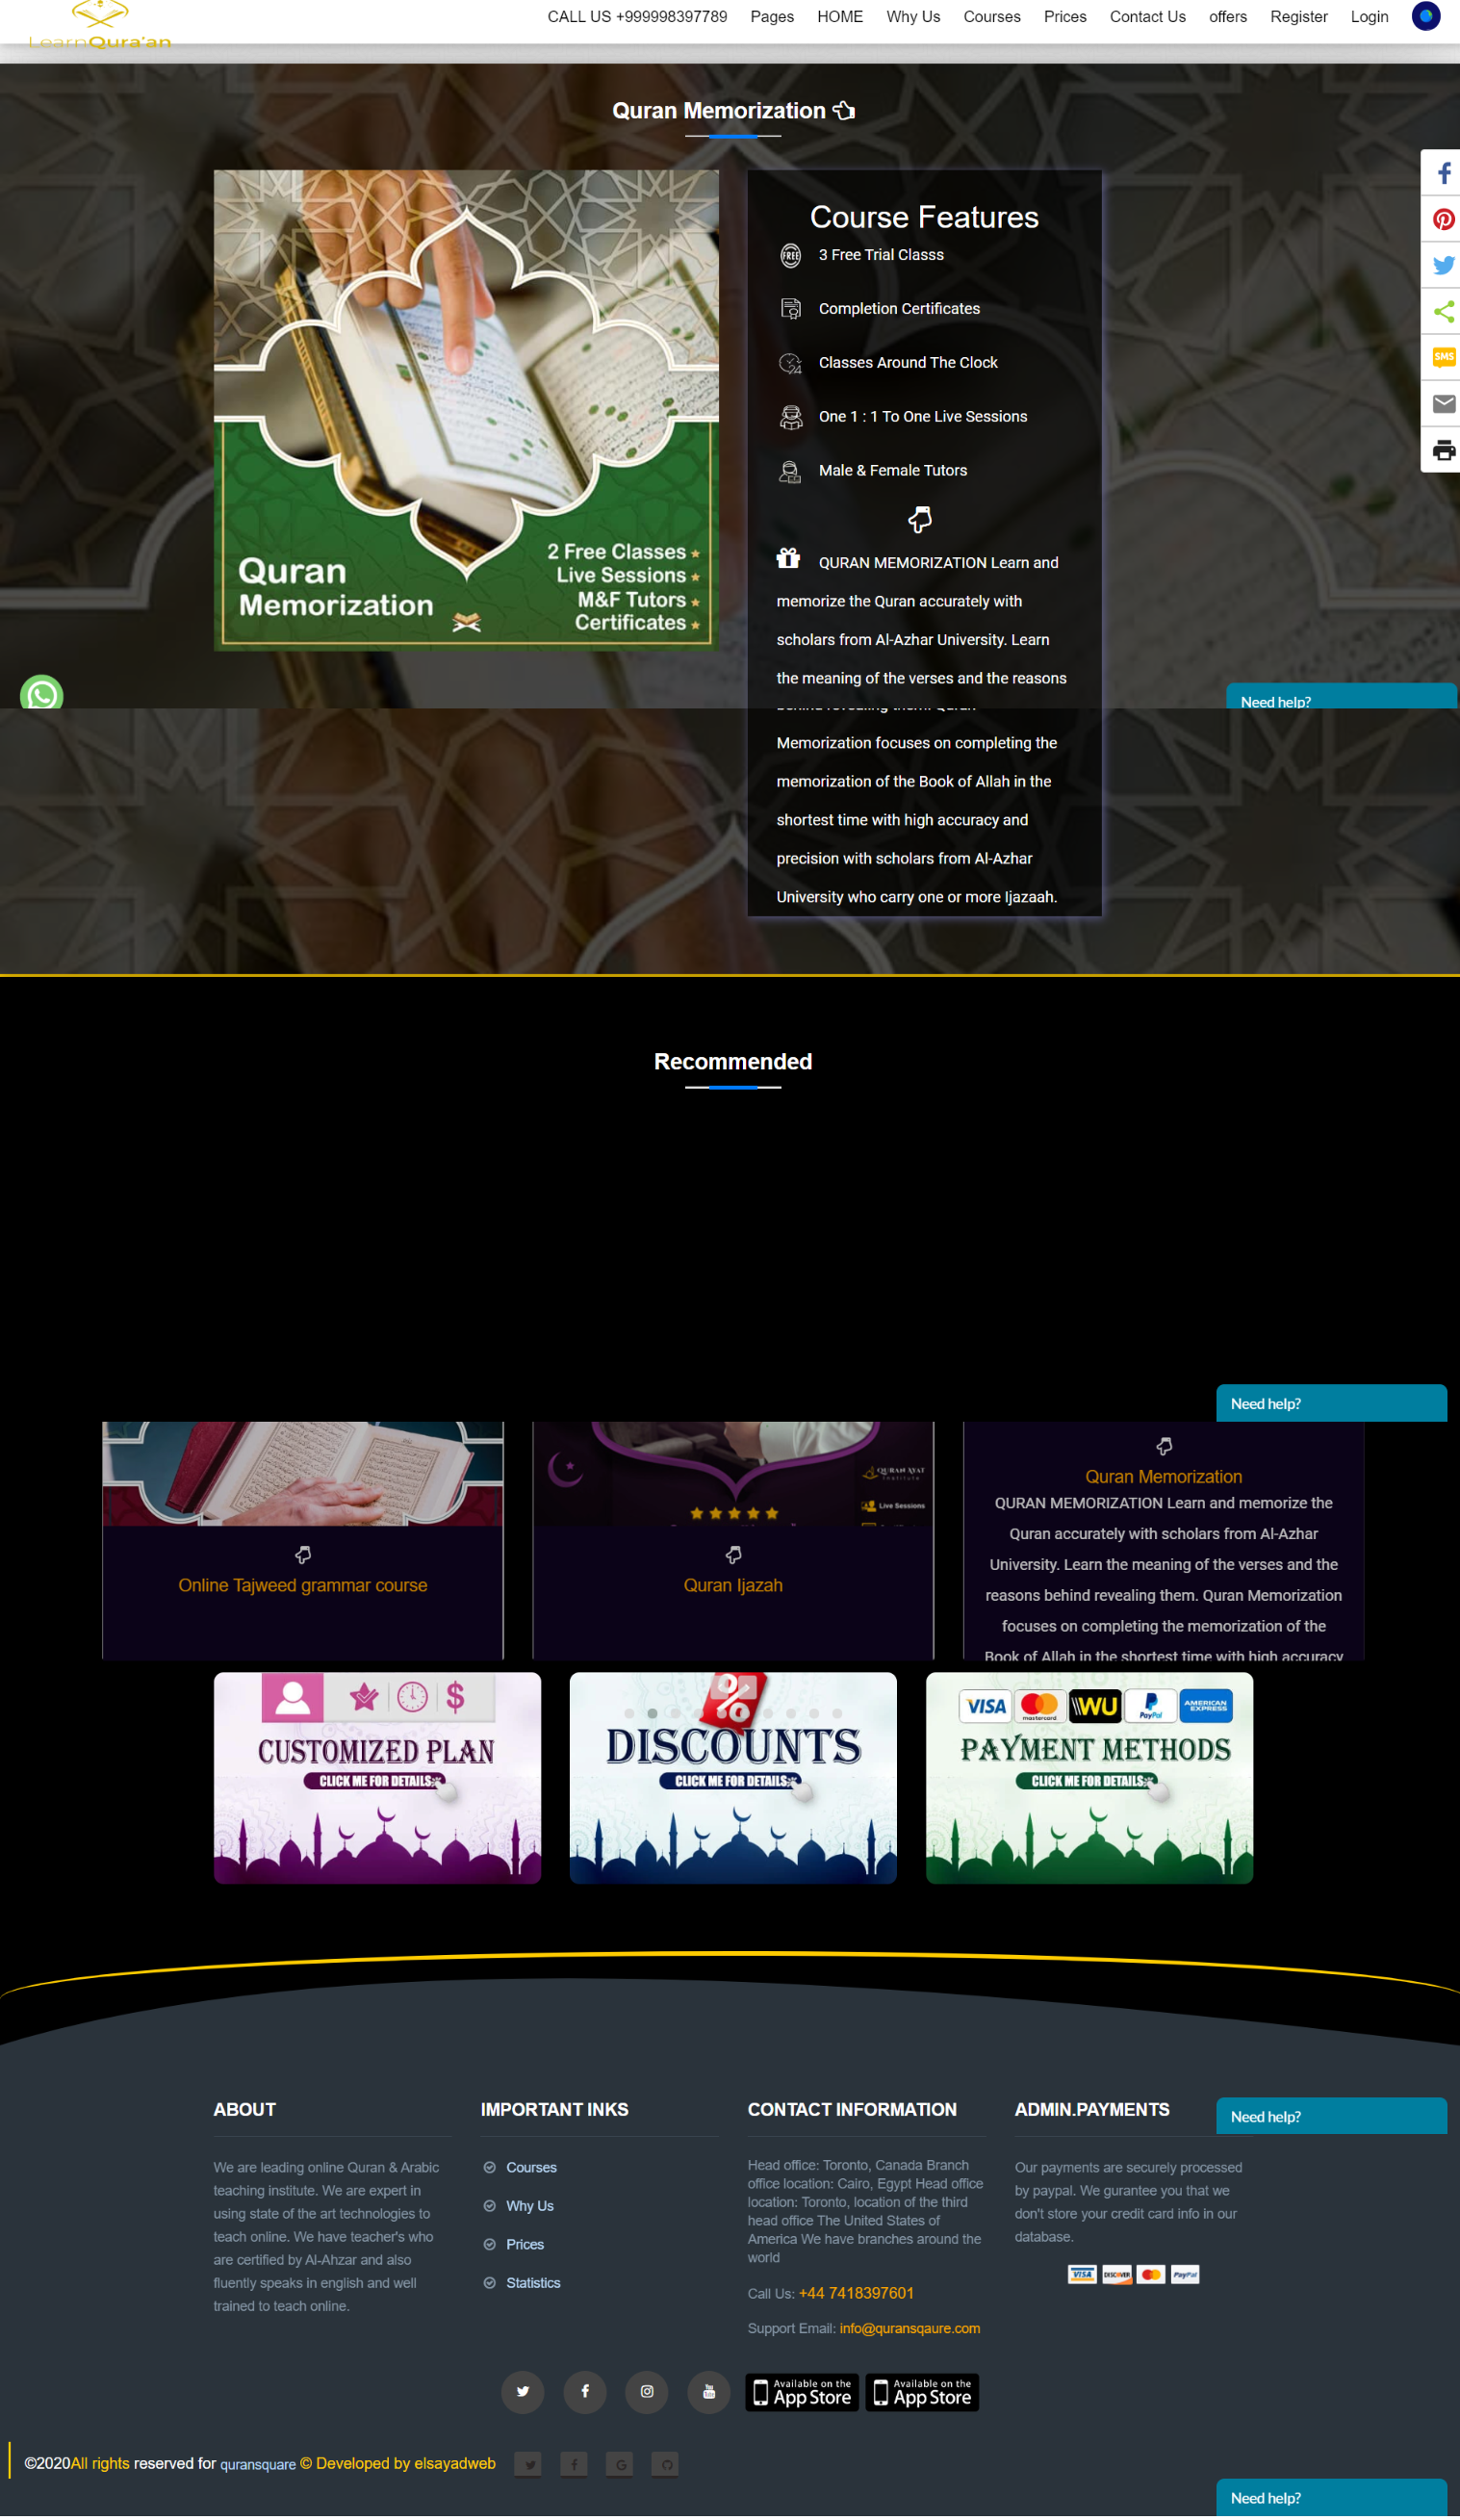 CALL US +999998397789 Pages HOME Why Us Courses Prices Contact Us offers Register Login
LearnQura'an
Quran Memorization
Course Features
FREE
3 Free Trial Classs
Completion Certificates
24
Classes Around The Clock
One 1 : 1 To One Live Sessions
Male & Female Tutors
Quran
Memorization
2 Free Classes
Live Sessions
M&F Tutors
Certificates
QURAN MEMORIZATION Learn and
memorize the Quran accurately with
scholars from Al-Azhar University. Learn
the meaning of the verses and the reasons
Memorization focuses on completing the
memorization of the Book of Allah in the
shortest time with high accuracy and
precision with scholars from Al-Azhar
University who carry one or more Ijazaah.
SMS
Need help?
Recommended
Need help?
Online Tajweed grammar course
QURAN AYAT
Institute
Live Sessions
Quran Ijazah
Quran Memorization
QURAN MEMORIZATION Learn and memorize the
Quran accurately with scholars from Al-Azhar
University. Learn the meaning of the verses and the
reasons behind revealing them. Quran Memorization
focuses on completing the memorization of the
Book of Allah in the shortest time with high accuracy
$
CUSTOMIZED PLAN
CLICK ME FOR DETAILS
%
DISCOUNTS
CLICK ME FOR DETAILS
VISA mastercard WU PayPal AMERICAN EXPRESS
PAYMENT METHODS
CLICK ME FOR DETAILS
ABOUT
We are leading online Quran & Arabic
teaching institute. We are expert in
using state of the art technologies to
teach online. We have teacher's who
are certified by Al-Ahzar and also
fluently speaks in english and well
trained to teach online.
IMPORTANT INKS
Courses
Why Us
Prices
Statistics
CONTACT INFORMATION
Head office: Toronto, Canada Branch
office location: Cairo, Egypt Head office
location: Toronto, location of the third
head office The United States of
America We have branches around the
world
Call Us: +44 7418397601
Support Email: info@quransqaure.com
ADMIN.PAYMENTS
Our payments are securely processed
by paypal. We gurantee you that we
don't store your credit card info in our
database.
VISA DISCOVER PayPal
Need help?
Available on the
App Store
Available on the
App Store
©2020All rights reserved for quransquare © Developed by elsayadweb
Need help?